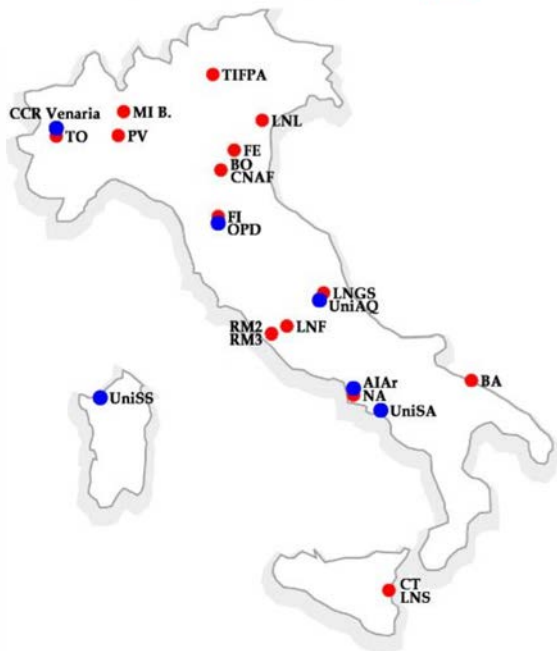 TIFPA
CCR Venaria
MI B.
LNL
TO
PV
FE
BO
CNAF
FI
OPD
LNGS
UniAQ
RM2
LNF
RM3
AIAr
BA
NA
UniSS
UniSA
CT
LNS